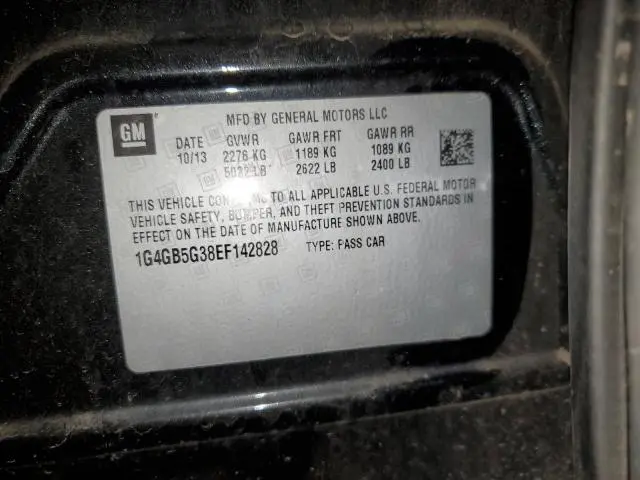 GM
MFD BY GENERAL MOTORS LLC
DATE GVWR GAWR FRT GAWR RR
10/13 2278 KG 1189 KG 1089 KG
5022 LB 2622 LB 2400 LB
THIS VEHICLE CONFORMS TO ALL APPLICABLE U.S. FEDERAL MOTOR
VEHICLE SAFETY, BUMPER, AND THEFT PREVENTION STANDARDS IN
EFFECT ON THE DATE OF MANUFACTURE SHOWN ABOVE.
1G4GB5G38EF142828 TYPE: PASS CAR